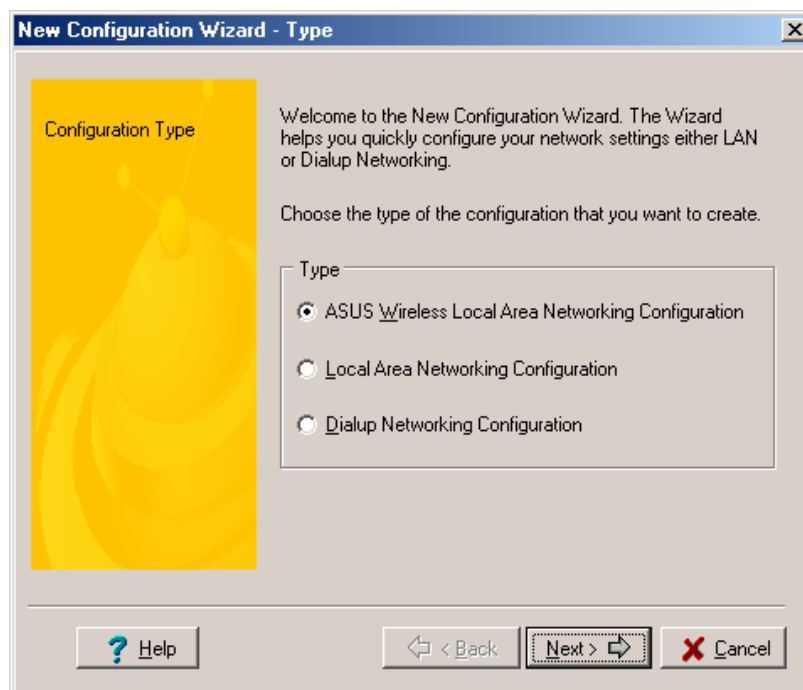 New Configuration Wizard - Type
Configuration Type
Welcome to the New Configuration Wizard. The Wizard
helps you quickly configure your network settings either LAN
or Dialup Networking.
Choose the type of the configuration that you want to create.
Type
ASUS Wireless Local Area Networking Configuration
Local Area Networking Configuration
Dialup Networking Configuration
? Help
< Back
Next >
Cancel